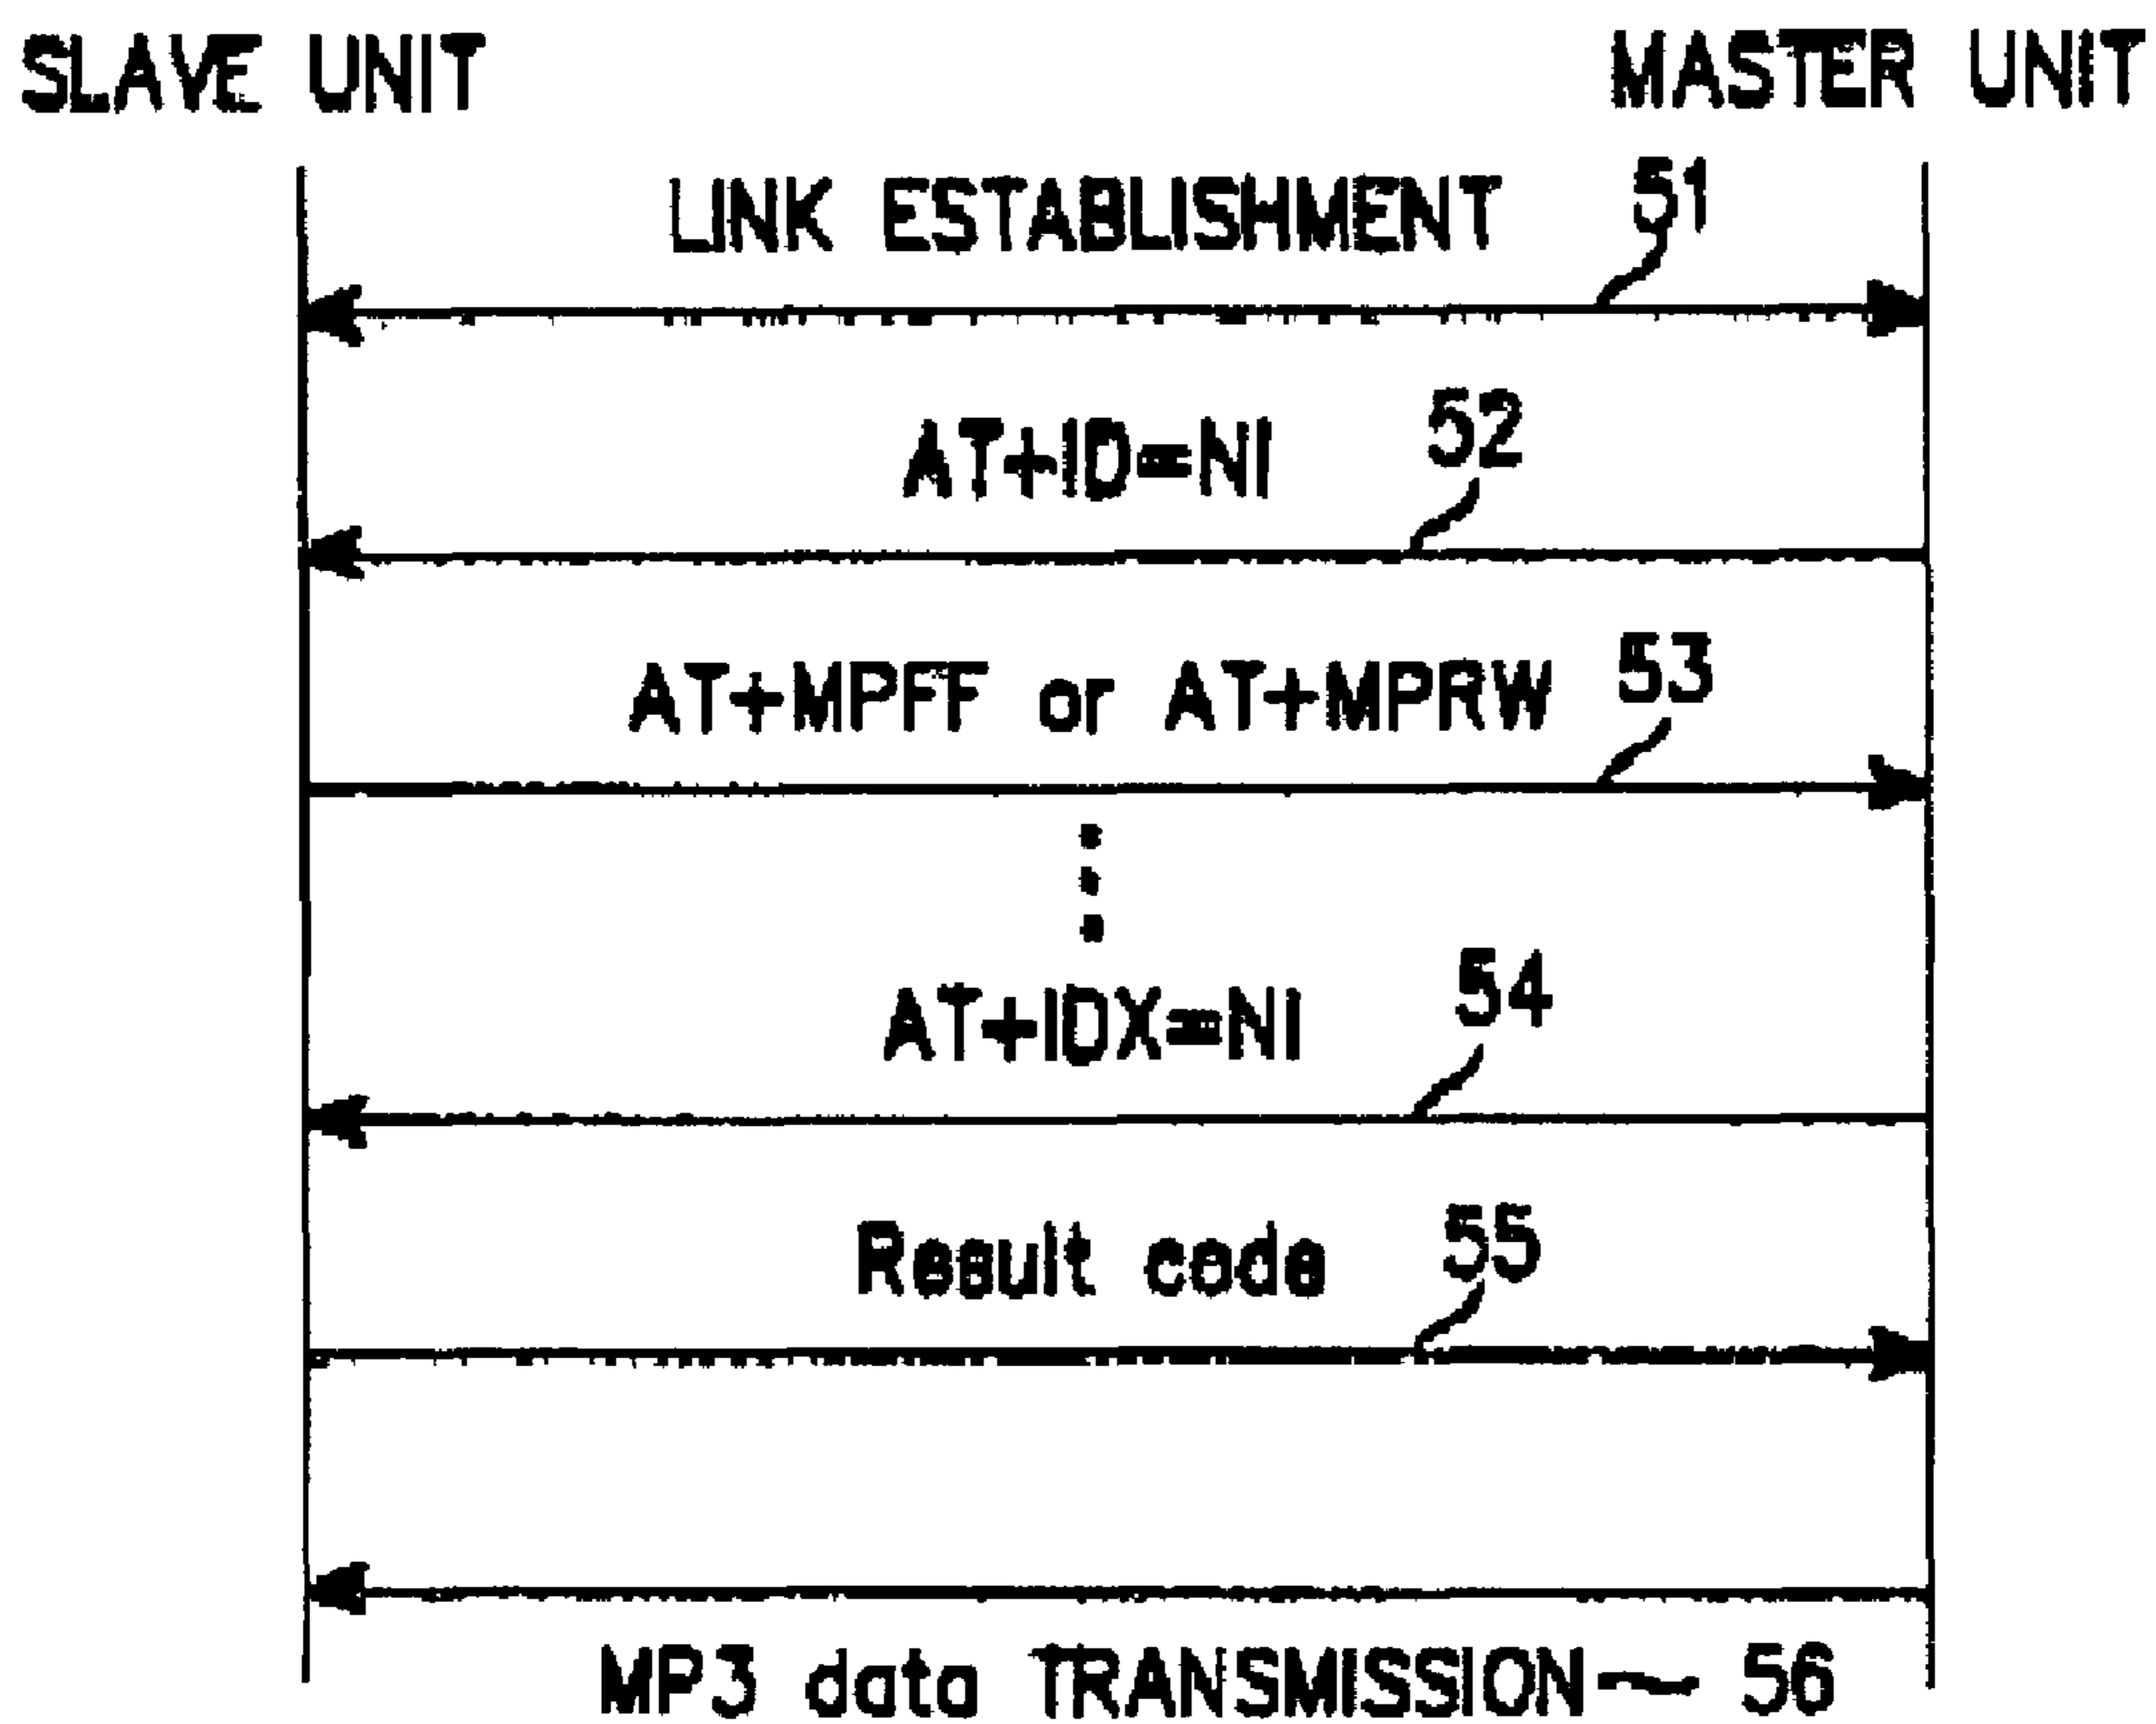 SLAVE UNIT MASTER UNIT
LINK ESTABLISHMENT 51
AT+ID=NI 52
AT+MPFF or AT+MPRW 53
AT+IDX=NI 54
Result code 55
MP3 data TRANSMISSION 56